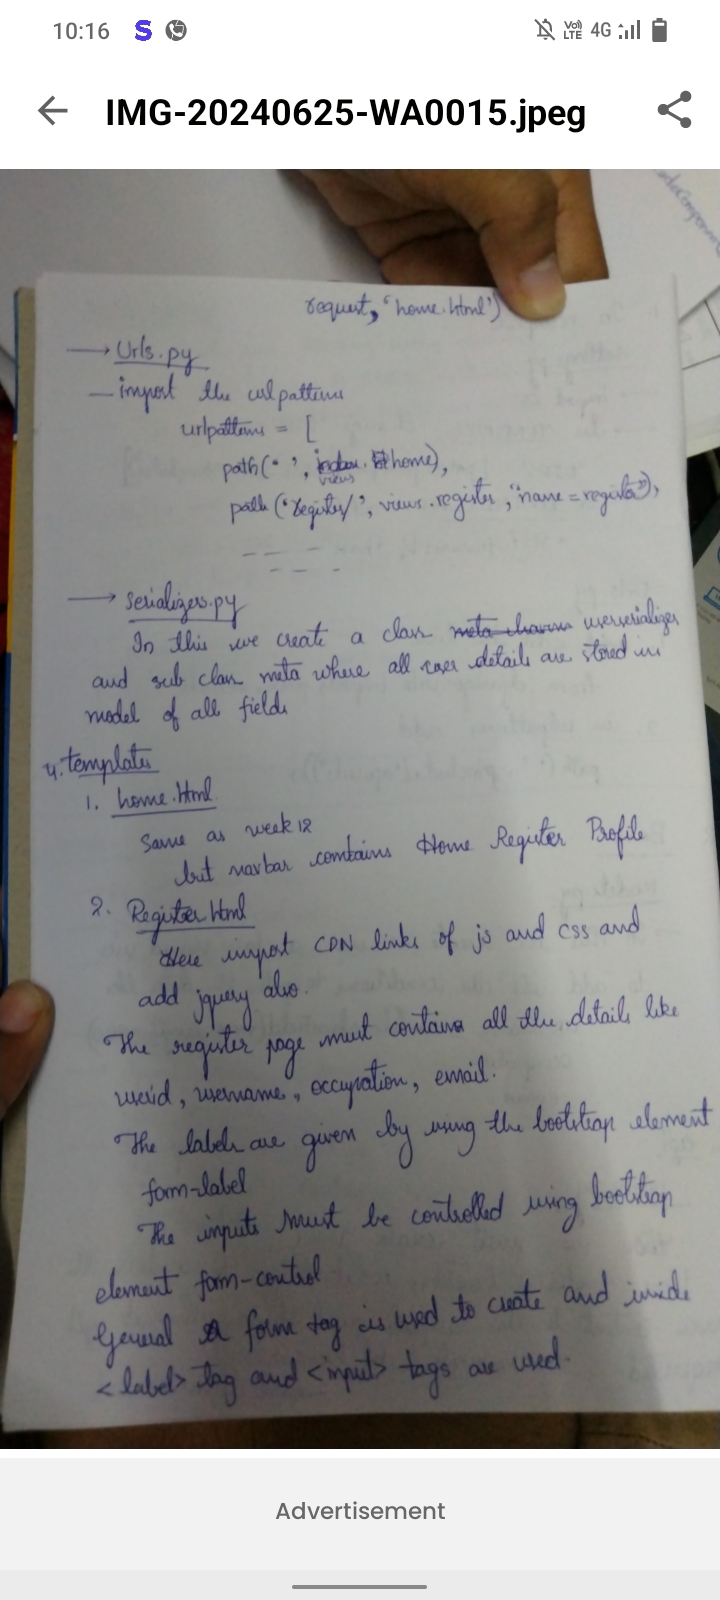 10:16 S Vo) LTE 4G
IMG-20240625-WA0015.jpeg
request, 'home.html')
→ Urls.py
— import the urlpatterns
urlpatterns = [
path(' ', home),
views
path ('register/', views.register, "name = register"),
→ serializers.py
In this we create a class userserializer
and sub class meta where all user details are stored in
model of all fields
4. templates
1. home.html
Same as week 12
but navbar contains Home Register Profile
2. Register.html
Here import CDN links of js and css and
add jquery also.
The register page must contains all the details like
userid, username, occupation, email.
The labels are given by using the bootstrap element
form-label
The inputs must be controlled using bootstrap
element form-control
General form tag is used to create and inside
<label> tag and <input> tags are used.
Advertisement